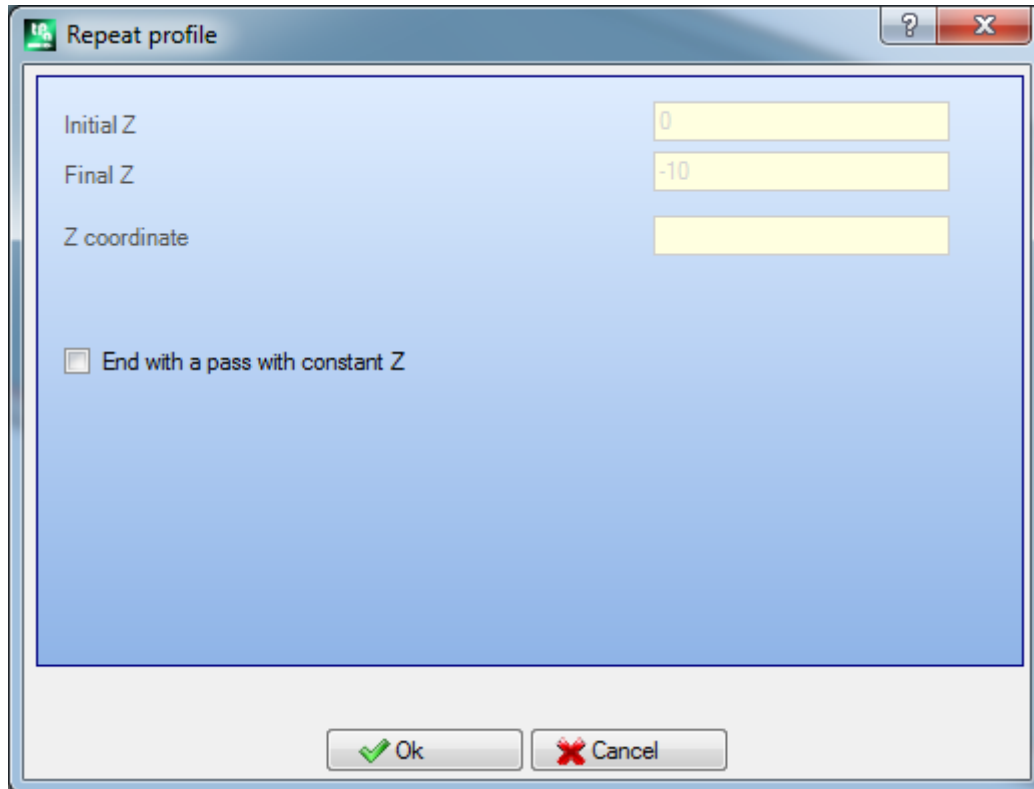 Repeat profile
Initial Z 0
Final Z -10
Z coordinate
End with a pass with constant Z
Ok Cancel